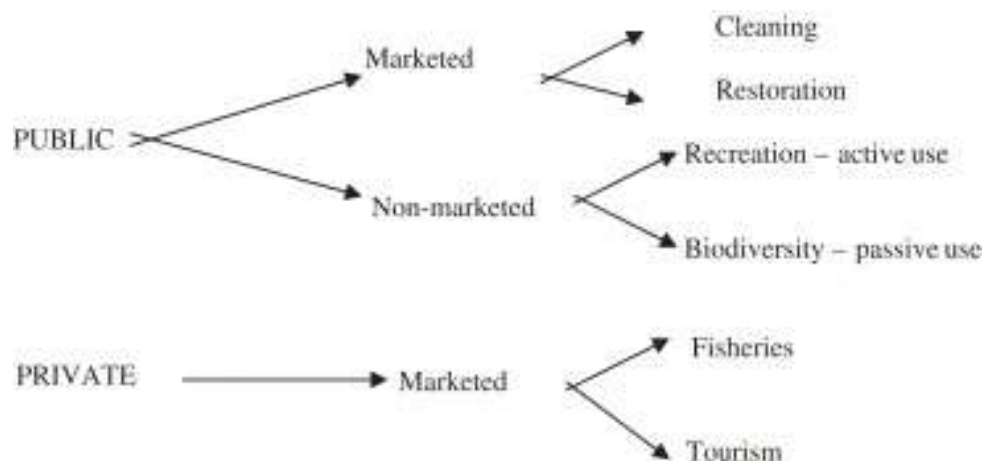 Cleaning
Marketed
Restoration
PUBLIC
Recreation – active use
Non-marketed
Biodiversity – passive use
Fisheries
PRIVATE
Marketed
Tourism